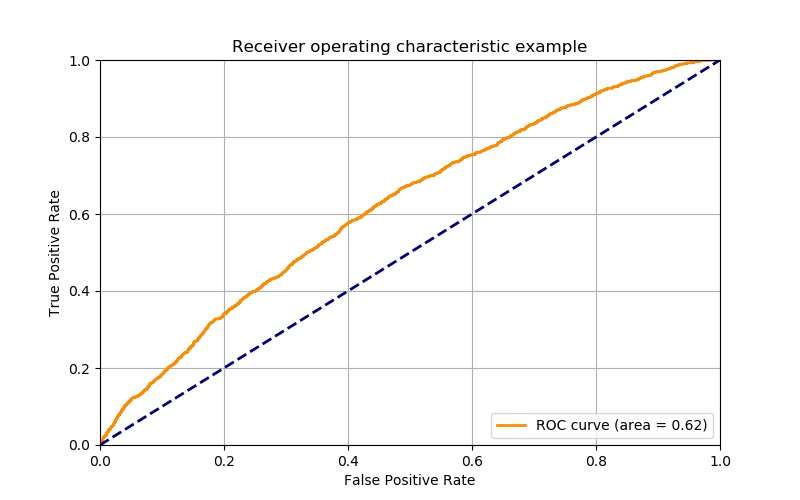 Receiver operating characteristic example
1.0
0.8
0.6
0.4
0.2
0.0
True Positive Rate
ROC curve (area = 0.62)
0.0 0.2 0.4 0.6 0.8 1.0
False Positive Rate